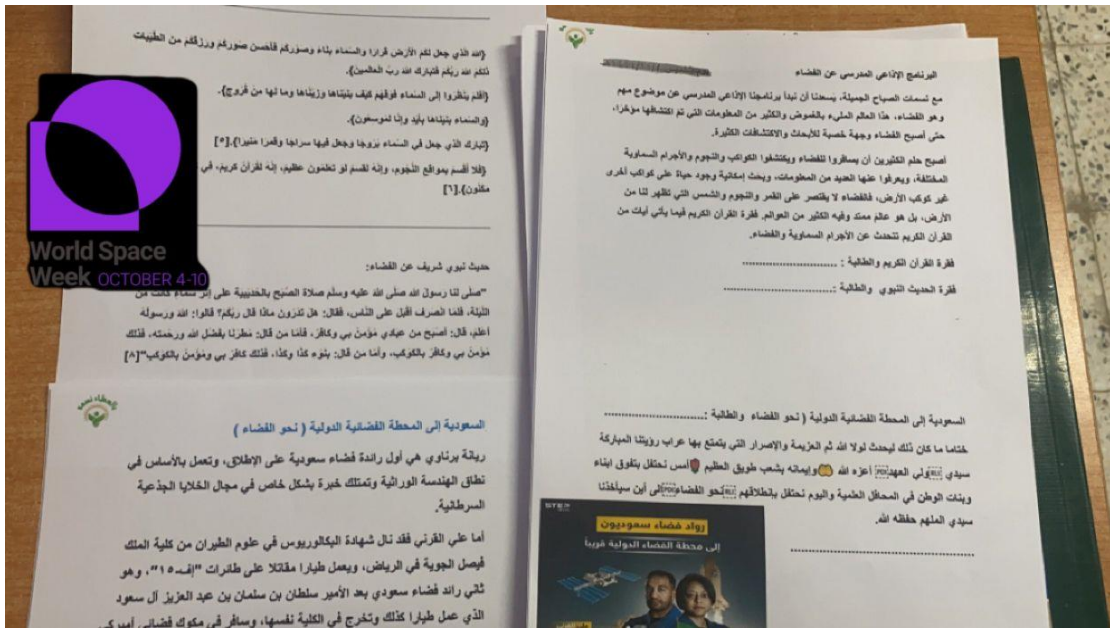 البرنامج الإذاعي المدرسي عن الفضاء
مع نسمات الصباح الجميلة، يسعدنا أن نبدأ برنامجنا الإذاعي المدرسي عن موضوع مهم
وهو الفضاء، هذا العالم المليء بالغموض والكثير من المعلومات التي تم اكتشافها مؤخرًا،
حتى أصبح الفضاء وجهة خصبة للأبحاث والاكتشافات الكثيرة.
أصبح حلم الكثيرين أن يسافروا للفضاء ويكتشفوا الكواكب والنجوم والأجرام السماوية
المختلفة، ويعرفوا عنها العديد من المعلومات، وبحث إمكانية وجود حياة على كواكب أخرى
غير كوكب الأرض، فالفضاء لا يقتصر على القمر والنجوم والشمس التي تظهر لنا من
الأرض، بل هو عالم ممتد وفيه الكثير من العوالم. فقرة القرآن الكريم فيما يأتي آيات من
القرآن الكريم تتحدث عن الأجرام السماوية والفضاء.
فقرة القرآن الكريم والطالبة : ..............................
فقرة الحديث النبوي والطالبة :..............................
السعودية إلى المحطة الفضائية الدولية ( نحو الفضاء والطالبة :..............................
ختاما ما كان ذلك ليحدث لولا الله ثم العزيمة والإصرار التي يتمتع بها عراب رؤيتنا المباركة
سيدي ولي العهد أعزه الله وإيمانه بشعب طويق العظيم أمس نحتفل بتفوق ابناء
وبنات الوطن في المحافل العلمية واليوم نحتفل بإنطلاقهم نحو الفضاء إلى أين سيأخذنا
سيدي الملهم حفظه الله.
..................................................
STEP
رواد فضاء سعوديون
إلى محطة الفضاء الدولية قريباً
{الله الذي جعل لكم الأرض قرارًا والسماء بناءً وصوركم فأحسن صوركم ورزقكم من الطيبات
ذلكم الله ربكم فتبارك الله رب العالمين}.
{أفلم ينظروا إلى السماء فوقهم كيف بنيناها وزيناها وما لها من فروج}.
{والسماء بنيناها بأيد وإنا لموسعون}.
{تبارك الذي جعل في السماء بروجًا وجعل فيها سراجًا وقمرًا منيرًا}.[٥]
{فلا أقسم بمواقع النجوم، وإنه لقسم لو تعلمون عظيم، إنه لقرآن كريم، في
مكنون}.[٦]
World Space
Week OCTOBER 4-10
حديث نبوي شريف عن الفضاء:
"صلى لنا رسول الله صلى الله عليه وسلم صلاة الصبح بالحديبية على إثر سماء كانت من
الليلة، فلما انصرف أقبل على الناس، فقال: هل تدرون ماذا قال ربكم؟ قالوا: الله ورسوله
أعلم، قال: أصبح من عبادي مؤمن بي وكافر، فأما من قال: مطرنا بفضل الله ورحمته، فذلك
مؤمن بي وكافر بالكوكب، وأما من قال: بنوء كذا وكذا، فذلك كافر بي ومؤمن بالكوكب"[٨]
بالعطاء نسمو
السعودية إلى المحطة الفضائية الدولية ( نحو الفضاء )
ريانة برناوي هي أول رائدة فضاء سعودية على الإطلاق، وتعمل بالأساس في
نطاق الهندسة الوراثية وتمتلك خبرة بشكل خاص في مجال الخلايا الجذعية
السرطانية.
أما علي القرني فقد نال شهادة البكالوريوس في علوم الطيران من كلية الملك
فيصل الجوية في الرياض، ويعمل طيارا مقاتلا على طائرات "إف-١٥"، وهو
ثاني رائد فضاء سعودي بعد الأمير سلطان بن سلمان بن عبد العزيز آل سعود
الذي عمل طيارا كذلك وتخرج في الكلية نفسها، وسافر في مكوك فضائي أميركي